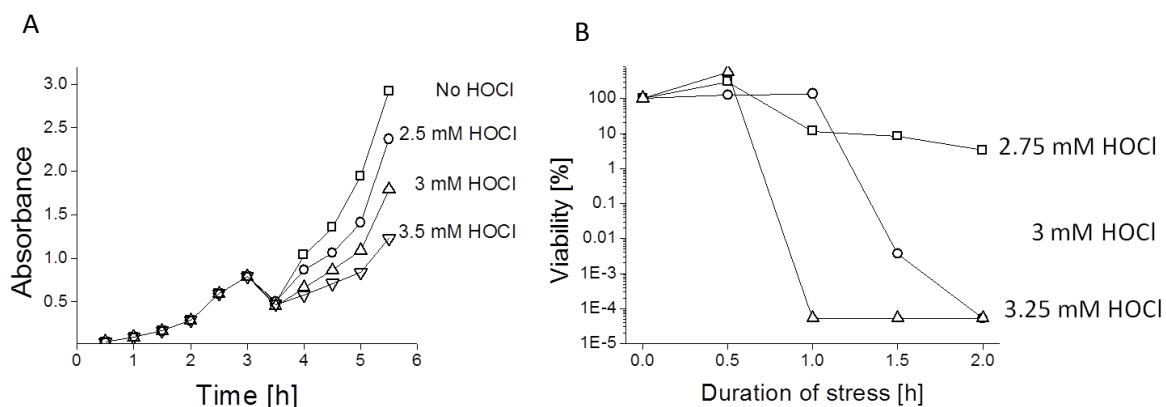 A
3.0
2.5
2.0
1.5
1.0
0.5
Absorbance
0 1 2 3 4 5 6
Time [h]
No HOCl
2.5 mM HOCl
3 mM HOCl
3.5 mM HOCl
B
100
10
1
0.1
0.01
1E-3
1E-4
1E-5
Viability [%]
0.0 0.5 1.0 1.5 2.0
Duration of stress [h]
2.75 mM HOCl
3 mM HOCl
3.25 mM HOCl